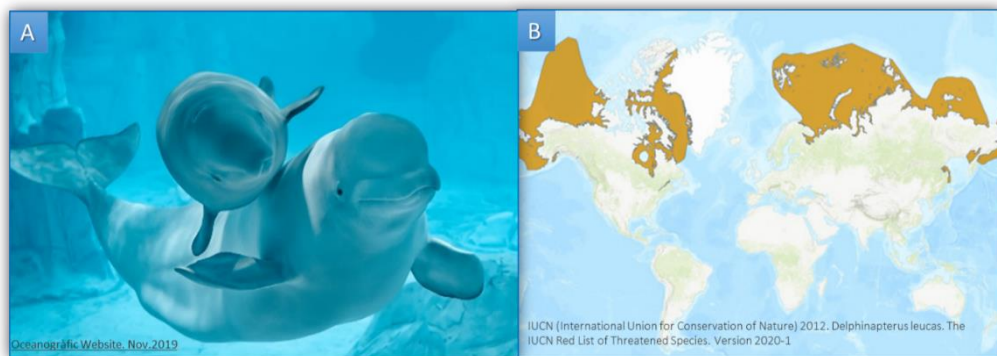 A
B
Oceanogràfic Website, Nov.2019
IUCN (International Union for Conservation of Nature) 2012. Delphinapterus leucas. The
IUCN Red List of Threatened Species. Version 2020-1